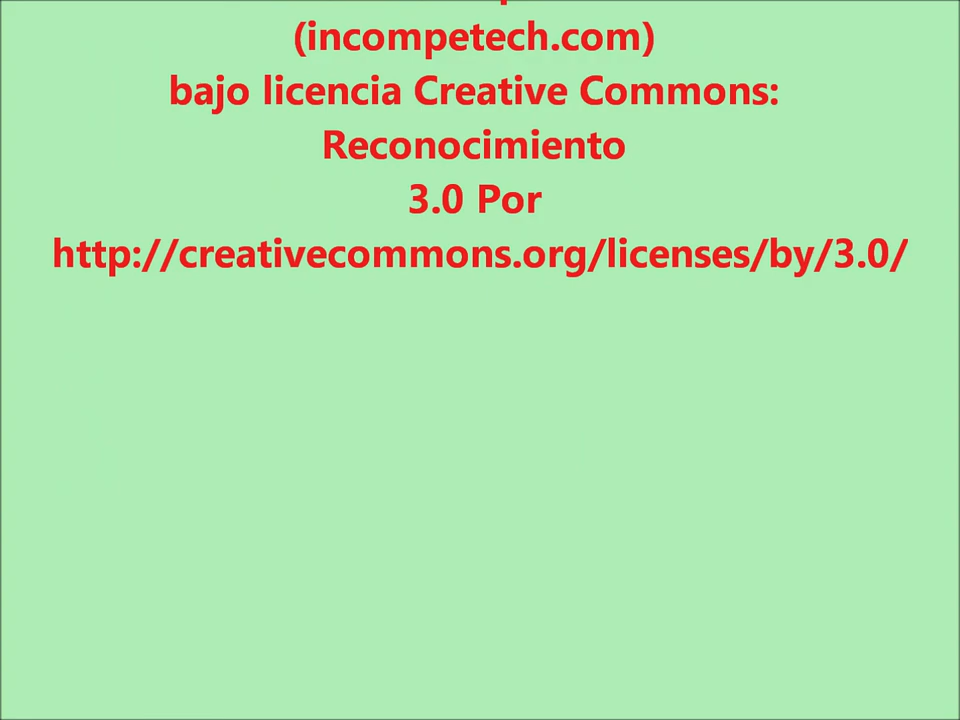 (incompetech.com)
bajo licencia Creative Commons:
Reconocimiento
3.0 Por
http://creativecommons.org/licenses/by/3.0/